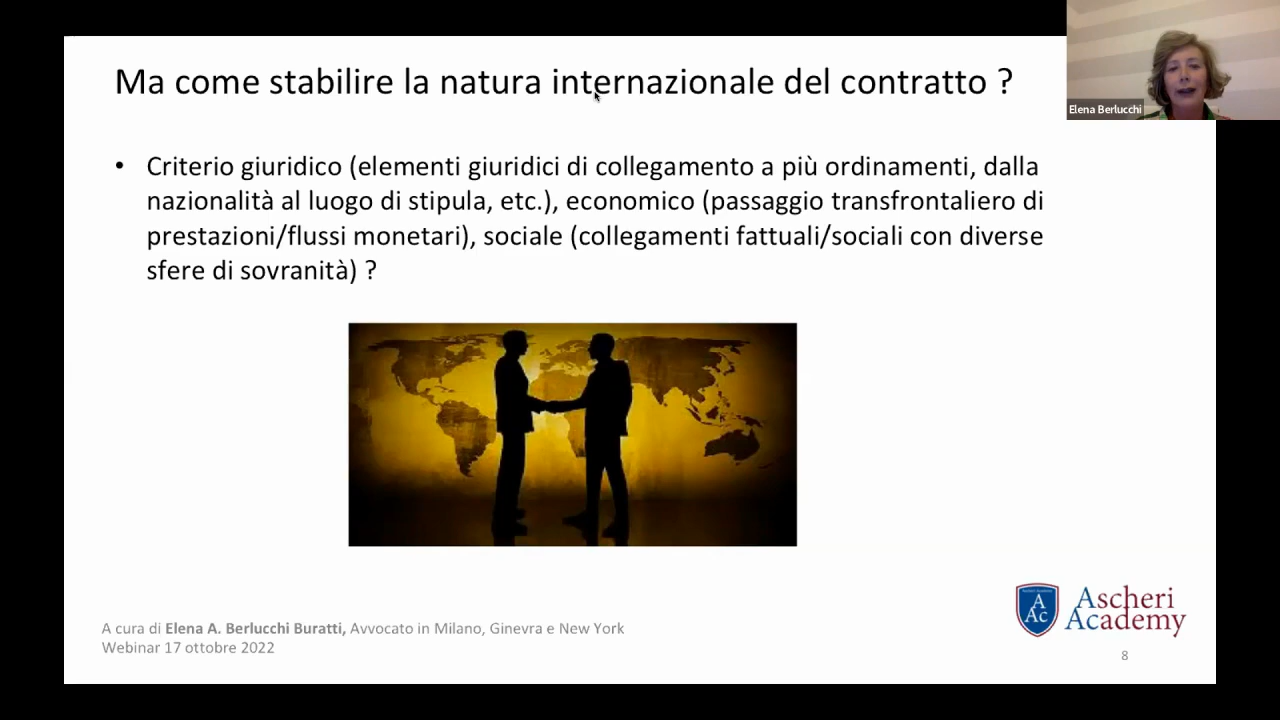 Ma come stabilire la natura internazionale del contratto ?
Elena Berlucchi
• Criterio giuridico (elementi giuridici di collegamento a più ordinamenti, dalla
nazionalità al luogo di stipula, etc.), economico (passaggio transfrontaliero di
prestazioni/flussi monetari), sociale (collegamenti fattuali/sociali con diverse
sfere di sovranità) ?
A
Ac
Ascheri
Academy
A cura di Elena A. Berlucchi Buratti, Avvocato in Milano, Ginevra e New York
Webinar 17 ottobre 2022
8